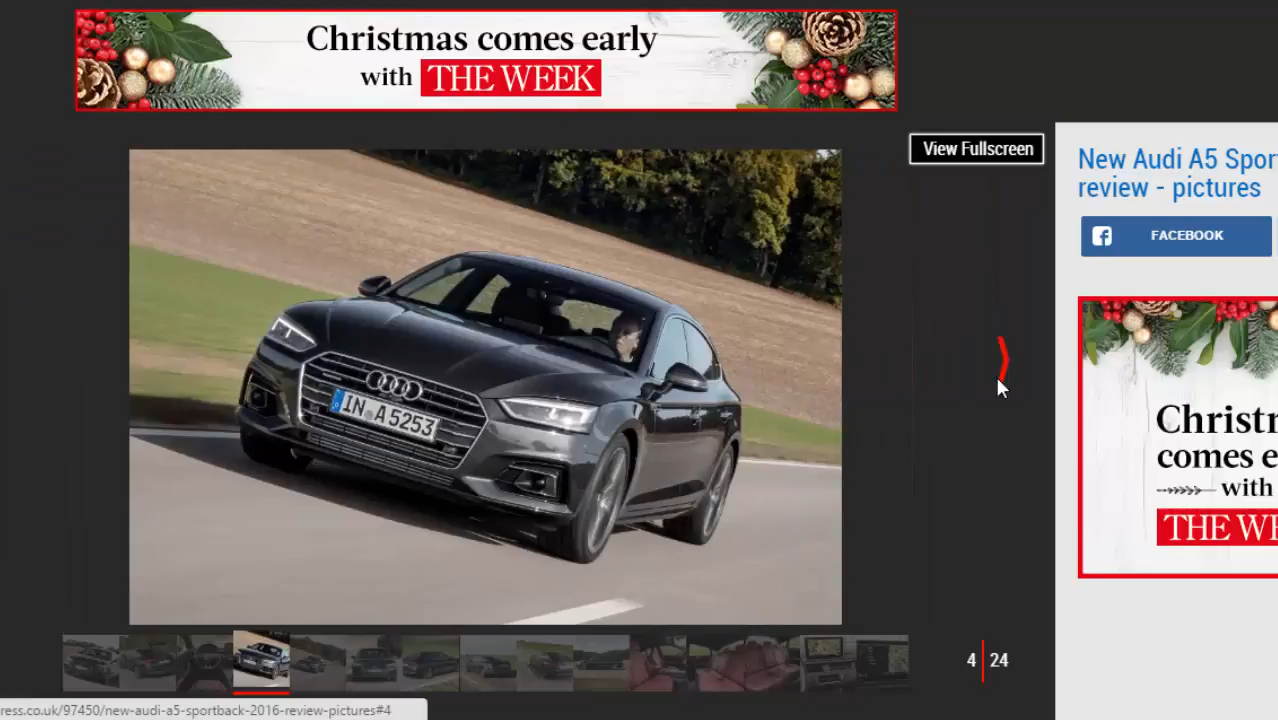 Christmas comes early
with THE WEEK
View Fullscreen
New Audi A5 Spor
review - pictures
FACEBOOK
IN A 5253
Christr
comes e
with
THE WE
4 24
ress.co.uk/97450/new-audi-a5-sportback-2016-review-pictures#4